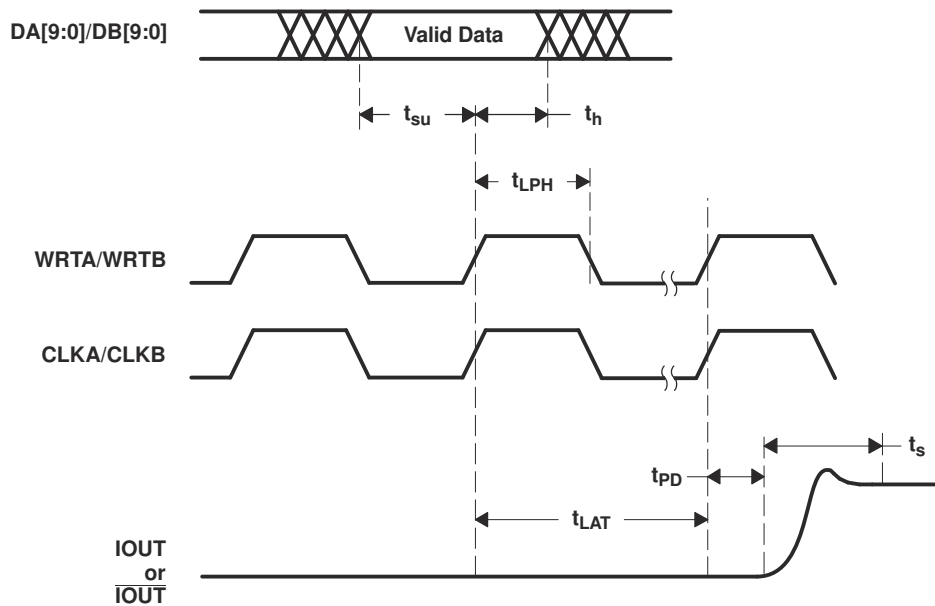 DA[9:0]/DB[9:0]
Valid Data
tsu
th
tLPH
WRTA/WRTB
CLKA/CLKB
ts
tPD
tLAT
IOUT
or
IOUT